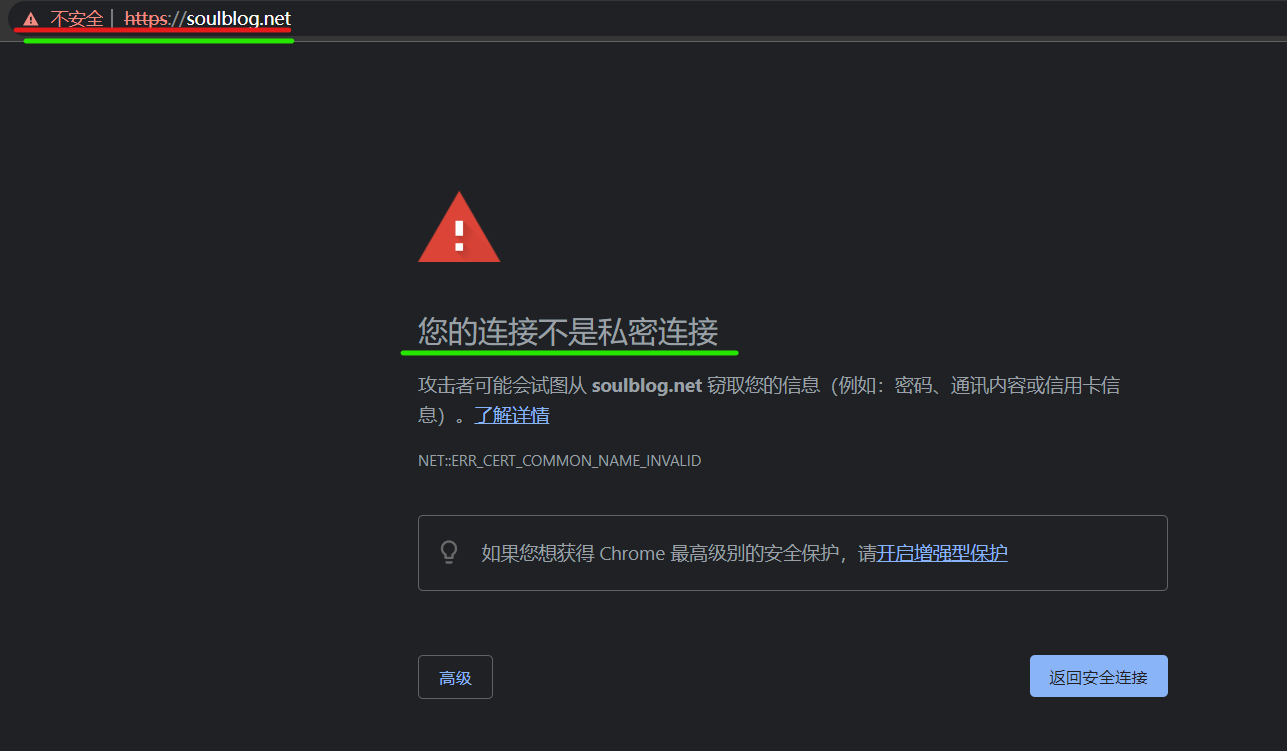 不安全 | https://soulblog.net
您的连接不是私密连接
攻击者可能会试图从 soulblog.net 窃取您的信息（例如：密码、通讯内容或信用卡信
息）。了解详情
NET::ERR_CERT_COMMON_NAME_INVALID
如果您想获得 Chrome 最高级别的安全保护，请开启增强型保护
高级
返回安全连接